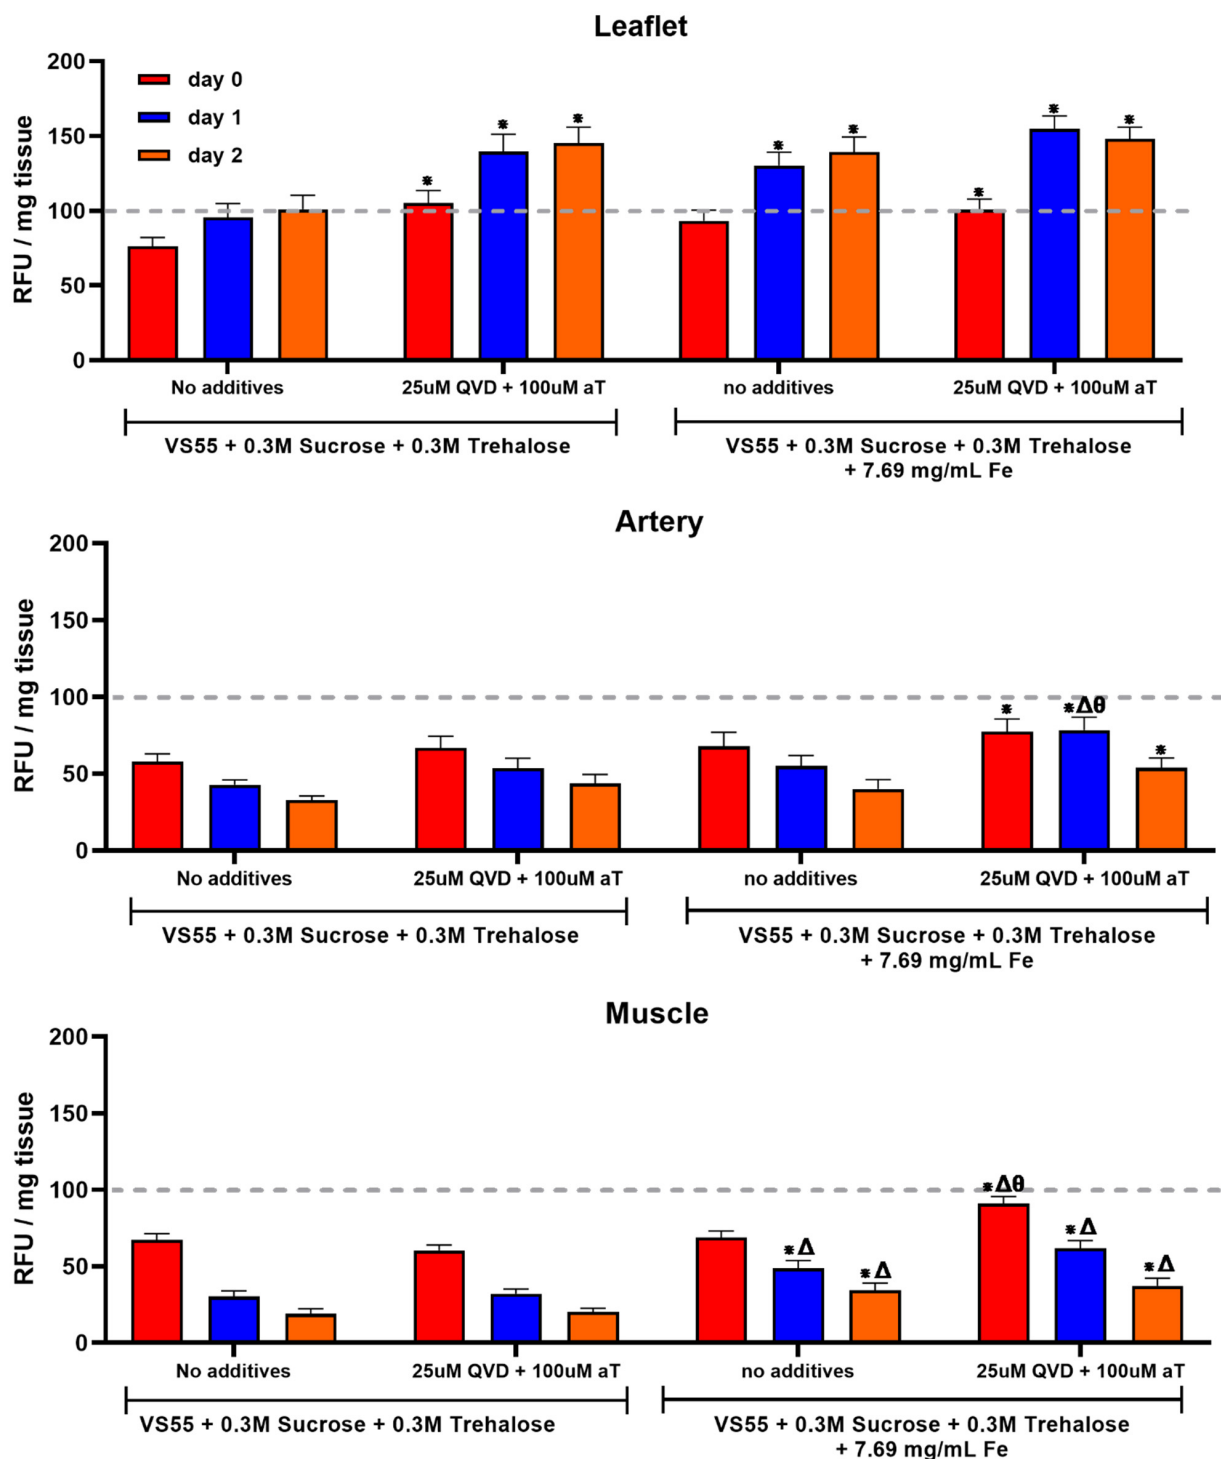 Leaflet
RFU / mg tissue
200
150
100
50
0
day 0
day 1
day 2
* * * * * * * *
No additives 25uM QVD + 100uM aT no additives 25uM QVD + 100uM aT
VS55 + 0.3M Sucrose + 0.3M Trehalose VS55 + 0.3M Sucrose + 0.3M Trehalose
+ 7.69 mg/mL Fe
Artery
RFU / mg tissue
200
150
100
50
0
* *Δθ *
No additives 25uM QVD + 100uM aT no additives 25uM QVD + 100uM aT
VS55 + 0.3M Sucrose + 0.3M Trehalose VS55 + 0.3M Sucrose + 0.3M Trehalose
+ 7.69 mg/mL Fe
Muscle
RFU / mg tissue
200
150
100
50
0
*Δ *Δ *Δθ *Δ *Δ
No additives 25uM QVD + 100uM aT no additives 25uM QVD + 100uM aT
VS55 + 0.3M Sucrose + 0.3M Trehalose VS55 + 0.3M Sucrose + 0.3M Trehalose
+ 7.69 mg/mL Fe